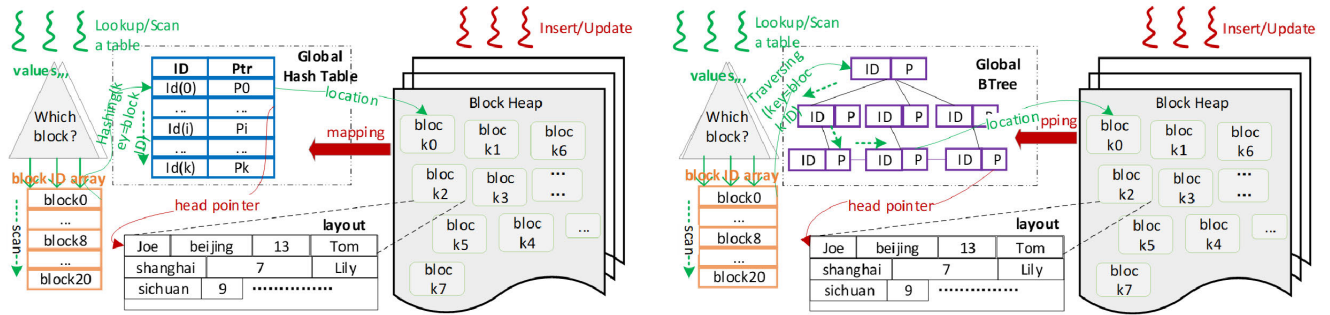 Lookup/Scan
a table
Insert/Update
values,,,
Which
block?
Hashing(k
ey=block
ID)
Global
Hash Table
ID Ptr
Id(0) P0
... ...
Id(i) Pi
... ...
Id(k) Pk
location
mapping
block ID array
block0
...
block8
...
block20
scan
head pointer
layout
Joe beijing 13 Tom
shanghai 7 Lily
sichuan 9 ...............
Block Heap
bloc
k0
bloc
k1
bloc
k6
bloc
k2
bloc
k3
...
...
bloc
k5
bloc
k4
...
bloc
k7
Lookup/Scan
a table
Insert/Update
values,,,
Which
block?
Traversing
(key=bloc
k ID)
Global
BTree
ID P
ID P ID P ID P
ID P ID P ID P
location
pping
block ID array
block0
...
block8
...
block20
scan
head pointer
layout
Joe beijing 13 Tom
shanghai 7 Lily
sichuan 9 ...............
Block Heap
bloc
k0
bloc
k1
bloc
k6
bloc
k2
bloc
k3
...
...
bloc
k5
bloc
k4
...
bloc
k7